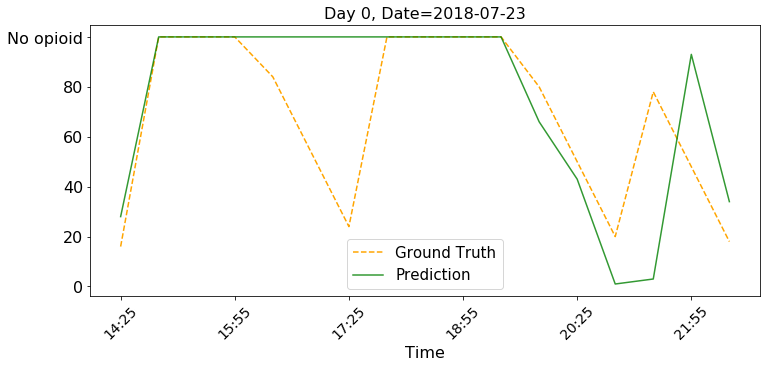 Day 0, Date=2018-07-23
No opioid
80
60
40
20
0
Ground Truth
Prediction
14:25
15:55
17:25
18:55
20:25
21:55
Time